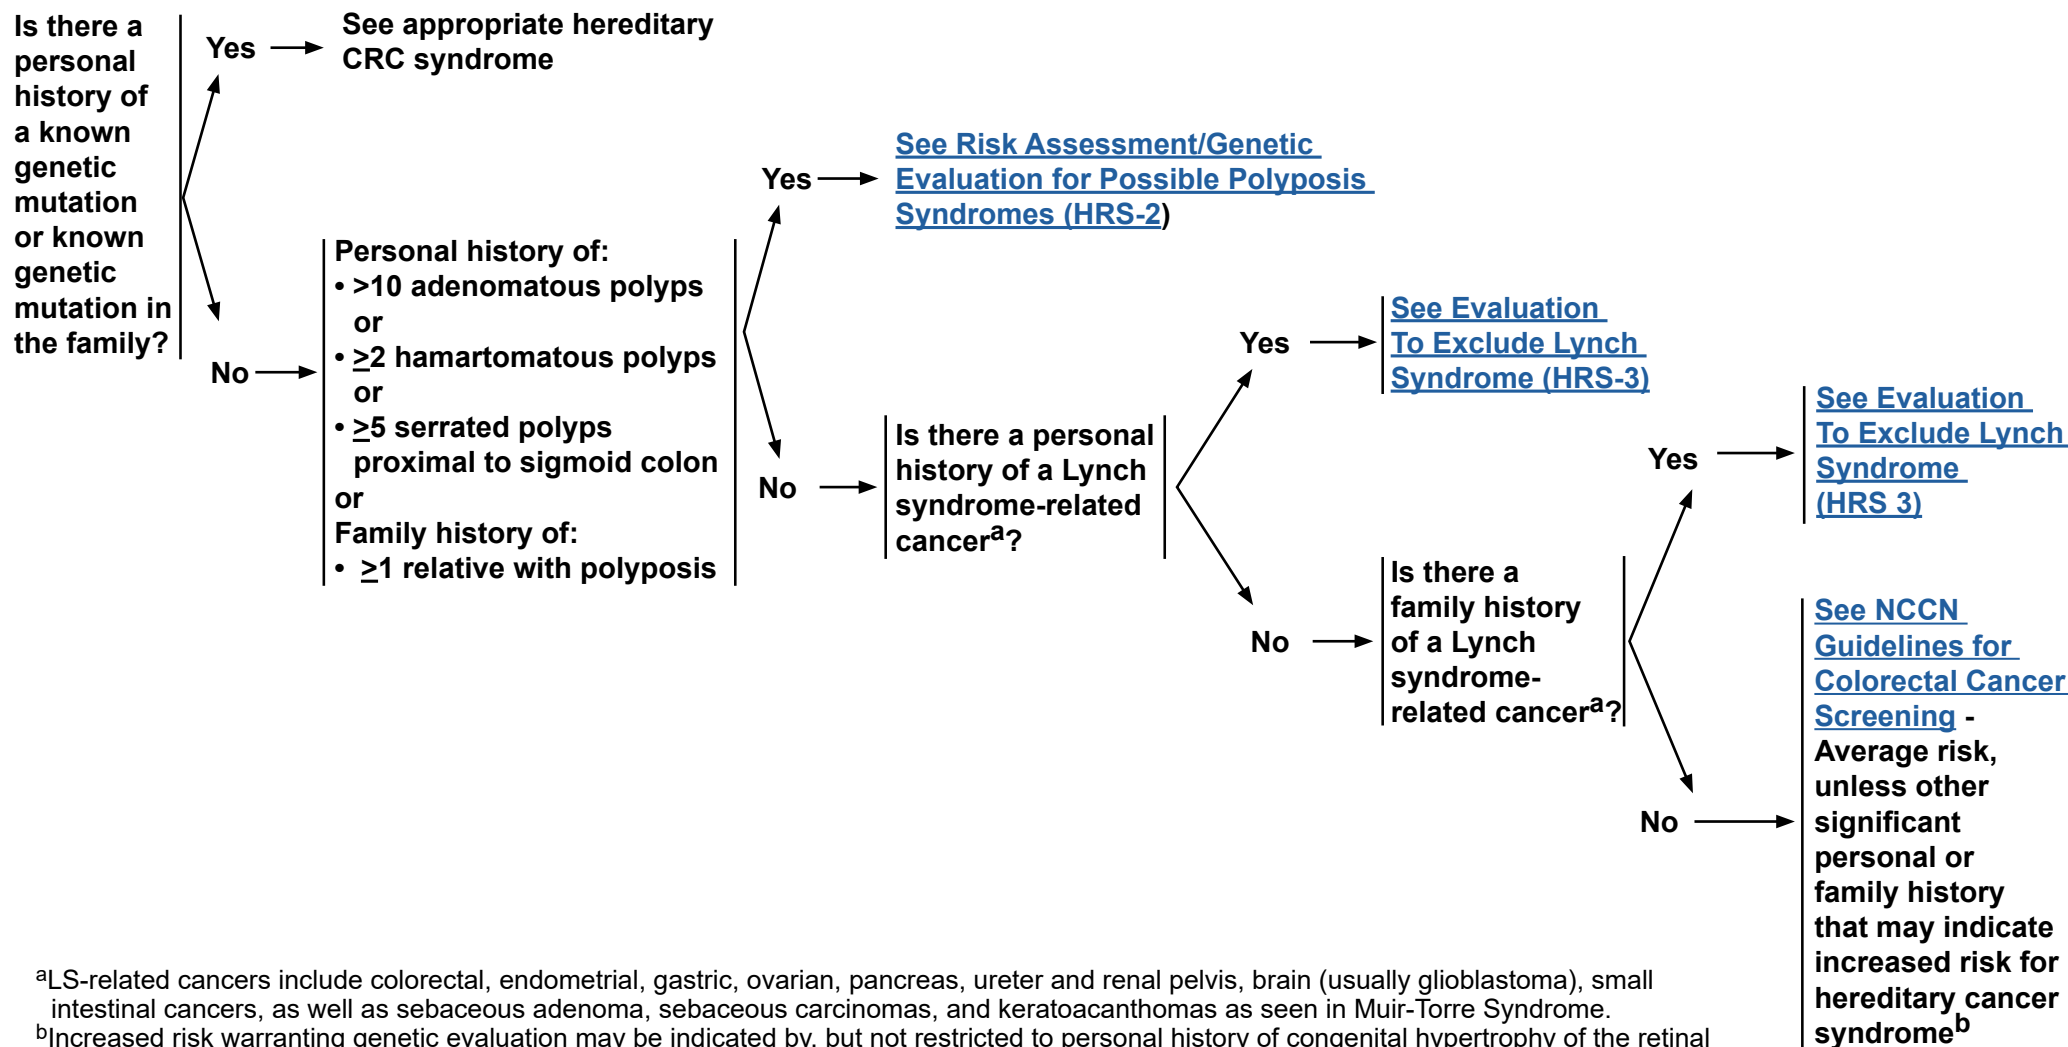 Is there a
personal
history of
a known
genetic
mutation
or known
genetic
mutation in
the family?
Yes
See appropriate hereditary
CRC syndrome
No
Personal history of:
• >10 adenomatous polyps
or
• ≥2 hamartomatous polyps
or
• ≥5 serrated polyps
proximal to sigmoid colon
or
Family history of:
• ≥1 relative with polyposis
Yes
See Risk Assessment/Genetic
Evaluation for Possible Polyposis
Syndromes (HRS-2)
No
Is there a personal
history of a Lynch
syndrome-related
cancerᵃ?
Yes
See Evaluation
To Exclude Lynch
Syndrome (HRS-3)
No
Is there a
family history
of a Lynch
syndrome-
related cancerᵃ?
Yes
See Evaluation
To Exclude Lynch
Syndrome
(HRS 3)
No
See NCCN
Guidelines for
Colorectal Cancer
Screening -
Average risk,
unless other
significant
personal or
family history
that may indicate
increased risk for
hereditary cancer
syndromeᵇ
ᵃLS-related cancers include colorectal, endometrial, gastric, ovarian, pancreas, ureter and renal pelvis, brain (usually glioblastoma), small
intestinal cancers, as well as sebaceous adenoma, sebaceous carcinomas, and keratoacanthomas as seen in Muir-Torre Syndrome.
ᵇIncreased risk warranting genetic evaluation may be indicated by, but not restricted to personal history of congenital hypertrophy of the retinal